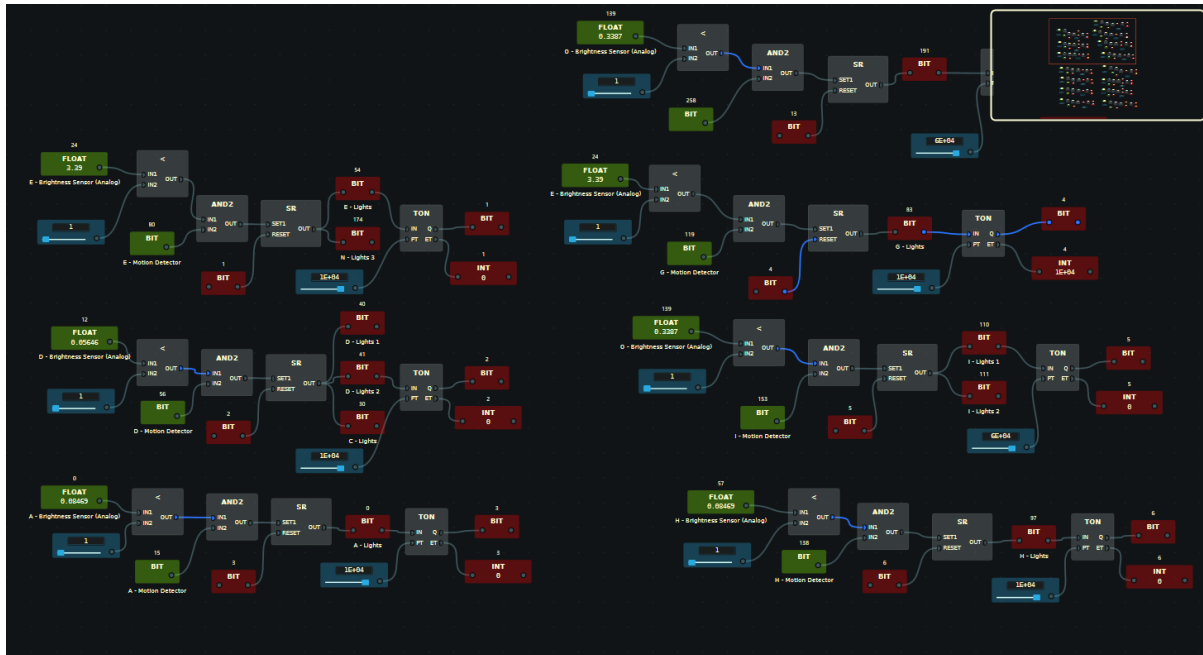 139
FLOAT
0.3387
O - Brightness Sensor (Analog)
<
IN1
IN2
OUT
1
258
BIT
AND2
IN1
IN2
OUT
13
BIT
SR
SET1
RESET
OUT
191
BIT
6E+04
24
FLOAT
3.39
E - Brightness Sensor (Analog)
<
IN1
IN2
OUT
1
80
BIT
E - Motion Detector
AND2
IN1
IN2
OUT
1
BIT
SR
SET1
RESET
OUT
54
BIT
E - Lights
174
BIT
N - Lights 3
1E+04
TON
IN Q
PT ET
1
BIT
1
INT
0
24
FLOAT
3.39
E - Brightness Sensor (Analog)
<
IN1
IN2
OUT
1
119
BIT
G - Motion Detector
AND2
IN1
IN2
OUT
4
BIT
SR
SET1
RESET
OUT
83
BIT
G - Lights
1E+04
TON
IN Q
PT ET
4
BIT
4
INT
1E+04
12
FLOAT
0.05646
D - Brightness Sensor (Analog)
<
IN1
IN2
OUT
1
56
BIT
D - Motion Detector
AND2
IN1
IN2
OUT
2
BIT
SR
SET1
RESET
OUT
40
BIT
D - Lights 1
41
BIT
D - Lights 2
30
BIT
C - Lights
1E+04
TON
IN Q
PT ET
2
BIT
2
INT
0
139
FLOAT
0.3387
O - Brightness Sensor (Analog)
<
IN1
IN2
OUT
1
153
BIT
I - Motion Detector
AND2
IN1
IN2
OUT
5
BIT
SR
SET1
RESET
OUT
110
BIT
I - Lights 1
111
BIT
I - Lights 2
6E+04
TON
IN Q
PT ET
5
BIT
5
INT
0
0
FLOAT
0.08469
A - Brightness Sensor (Analog)
<
IN1
IN2
OUT
1
15
BIT
A - Motion Detector
AND2
IN1
IN2
OUT
3
BIT
SR
SET1
RESET
OUT
0
BIT
A - Lights
1E+04
TON
IN Q
PT ET
3
BIT
3
INT
0
57
FLOAT
0.08469
H - Brightness Sensor (Analog)
<
IN1
IN2
OUT
1
138
BIT
H - Motion Detector
AND2
IN1
IN2
OUT
6
BIT
SR
SET1
RESET
OUT
97
BIT
H - Lights
1E+04
TON
IN Q
PT ET
6
BIT
6
INT
0